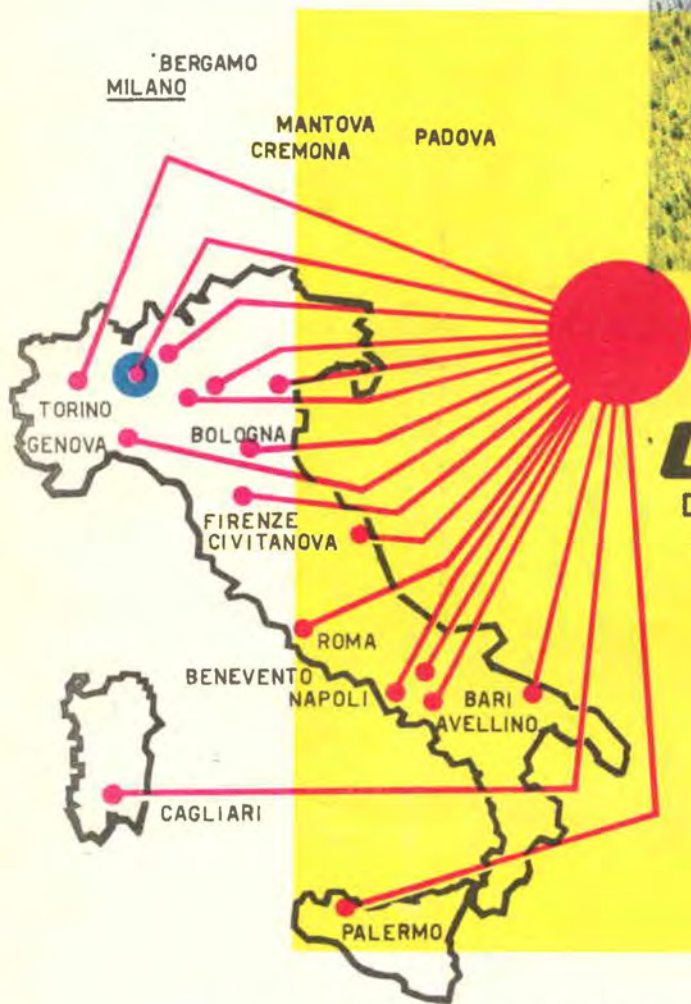 BERGAMO
MILANO
MANTOVA
CREMONA
PADOVA
TORINO
GENOVA
BOLOGNA
FIRENZE
CIVITANOVA
ROMA
BENEVENTO
NAPOLI
BARI
AVELLINO
CAGLIARI
PALERMO